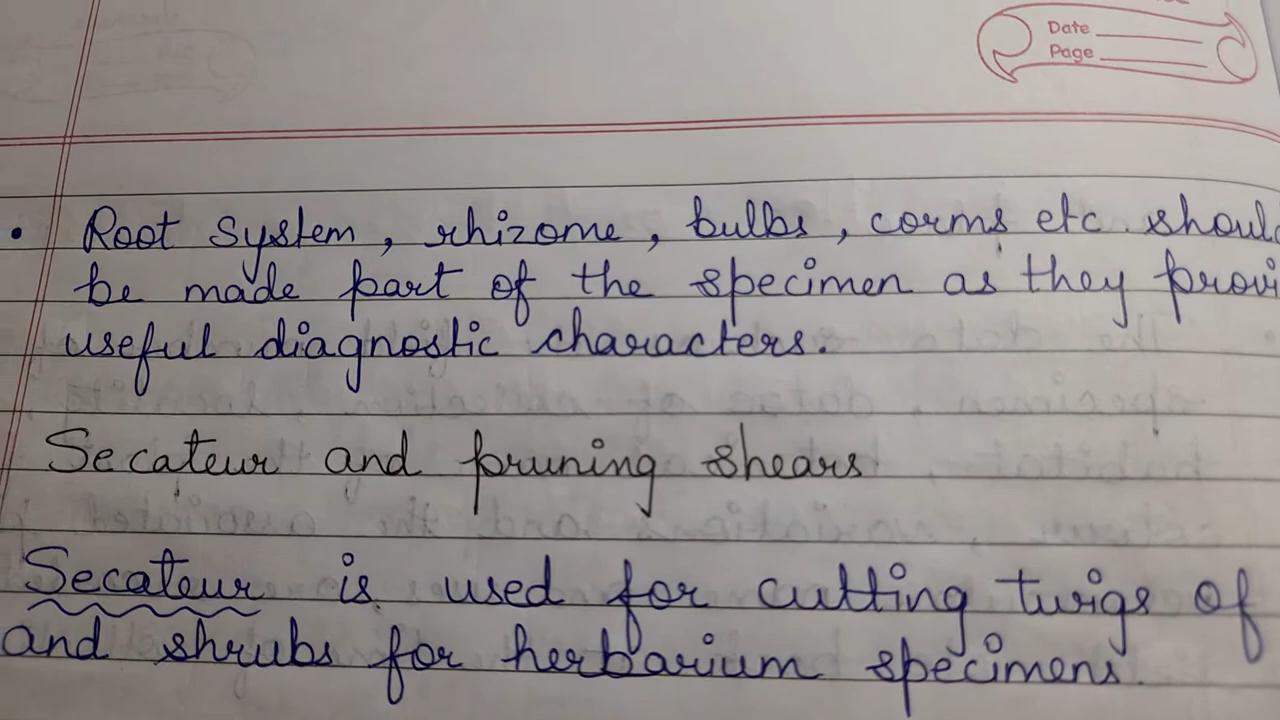 Date
Page
• Root system, rhizome, bulbs, corms etc. shoul
be made part of the specimen as they provi
useful diagnostic characters.
Secateur and pruning shears
Secateur is used for cutting twigs of
and shrubs for herbarium specimens.